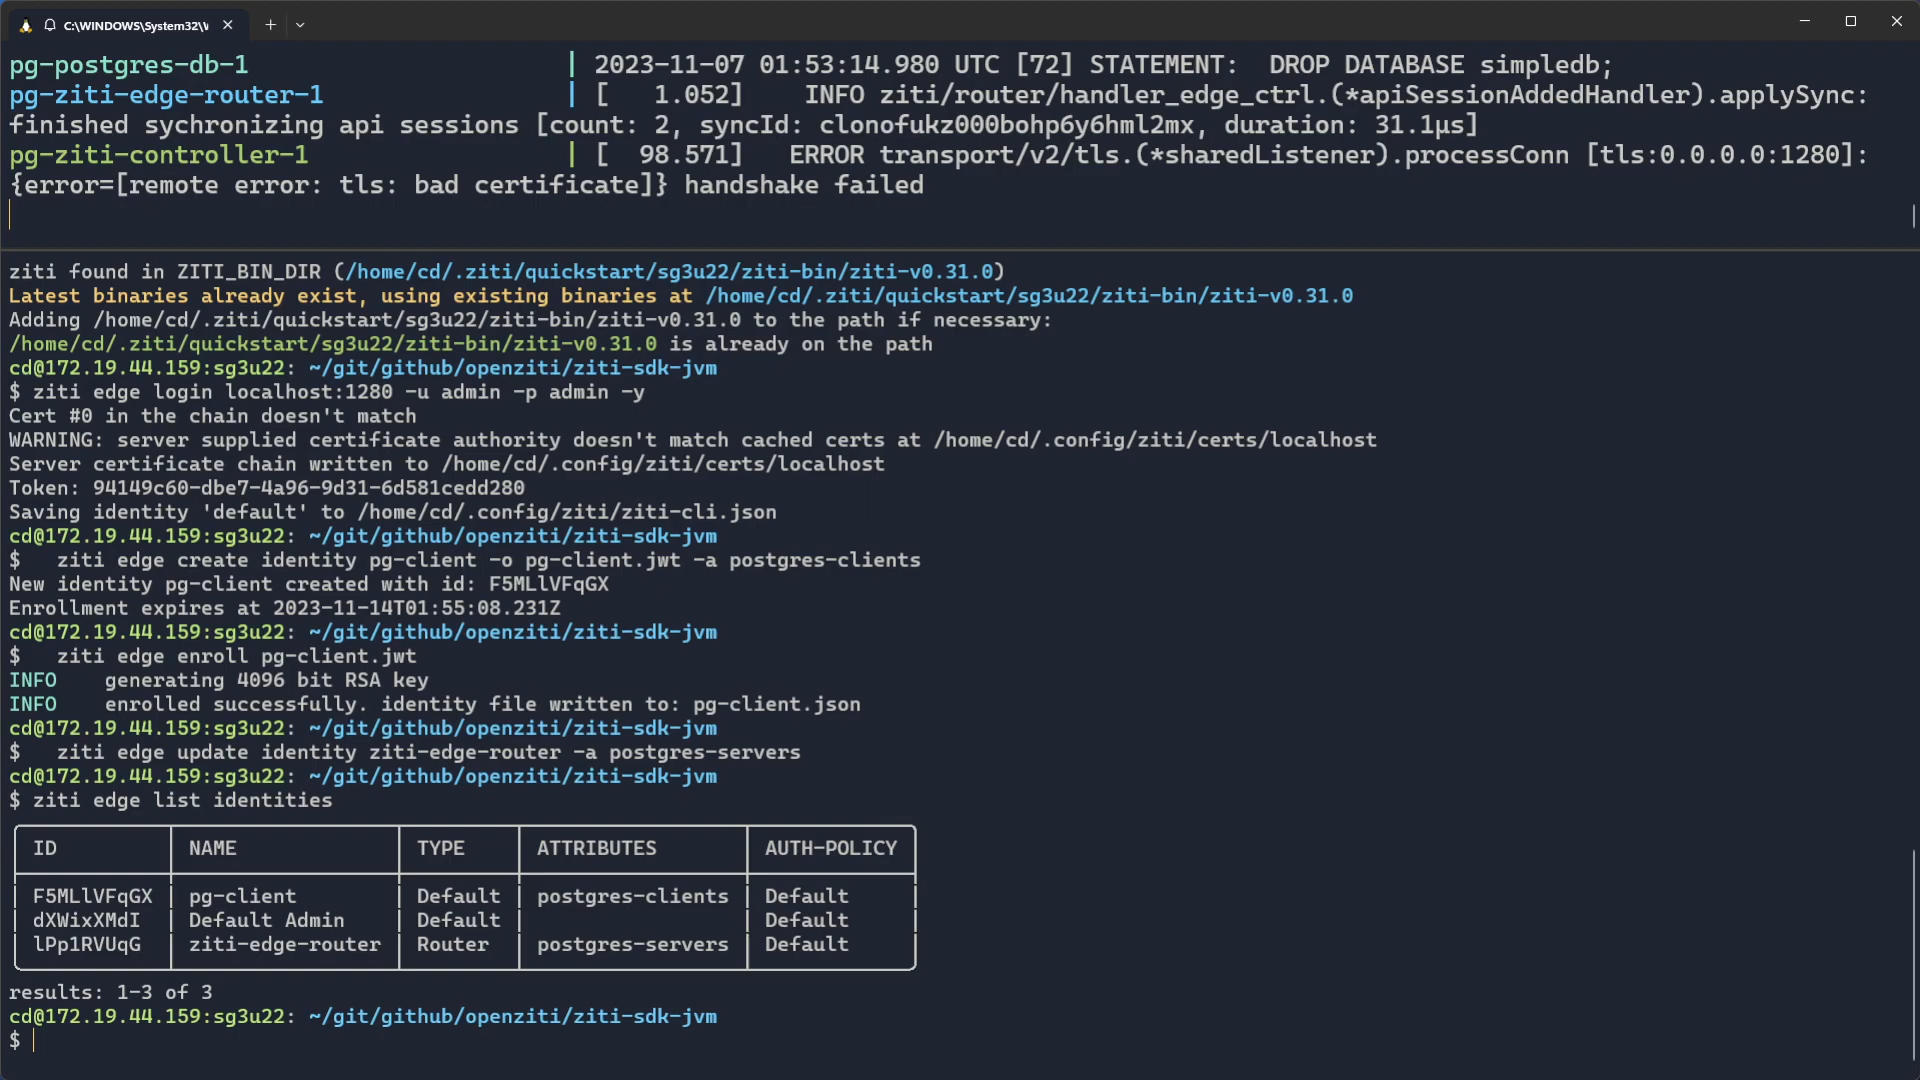 C:\WINDOWS\System32\
pg-postgres-db-1 | 2023-11-07 01:53:14.980 UTC [72] STATEMENT:  DROP DATABASE simpledb;
pg-ziti-edge-router-1 | [   1.052]    INFO ziti/router/handler_edge_ctrl.(*apiSessionAddedHandler).applySync:
finished sychronizing api sessions [count: 2, syncId: clonofukz000bohp6y6hml2mx, duration: 31.1µs]
pg-ziti-controller-1 | [  98.571]   ERROR transport/v2/tls.(*sharedListener).processConn [tls:0.0.0.0:1280]:
{error=[remote error: tls: bad certificate]} handshake failed
ziti found in ZITI_BIN_DIR (/home/cd/.ziti/quickstart/sg3u22/ziti-bin/ziti-v0.31.0)
Latest binaries already exist, using existing binaries at /home/cd/.ziti/quickstart/sg3u22/ziti-bin/ziti-v0.31.0
Adding /home/cd/.ziti/quickstart/sg3u22/ziti-bin/ziti-v0.31.0 to the path if necessary:
/home/cd/.ziti/quickstart/sg3u22/ziti-bin/ziti-v0.31.0 is already on the path
cd@172.19.44.159:sg3u22: ~/git/github/openziti/ziti-sdk-jvm
$ ziti edge login localhost:1280 -u admin -p admin -y
Cert #0 in the chain doesn't match
WARNING: server supplied certificate authority doesn't match cached certs at /home/cd/.config/ziti/certs/localhost
Server certificate chain written to /home/cd/.config/ziti/certs/localhost
Token: 94149c60-dbe7-4a96-9d31-6d581cedd280
Saving identity 'default' to /home/cd/.config/ziti/ziti-cli.json
cd@172.19.44.159:sg3u22: ~/git/github/openziti/ziti-sdk-jvm
$   ziti edge create identity pg-client -o pg-client.jwt -a postgres-clients
New identity pg-client created with id: F5MLlVFqGX
Enrollment expires at 2023-11-14T01:55:08.231Z
cd@172.19.44.159:sg3u22: ~/git/github/openziti/ziti-sdk-jvm
$   ziti edge enroll pg-client.jwt
INFO    generating 4096 bit RSA key
INFO    enrolled successfully. identity file written to: pg-client.json
cd@172.19.44.159:sg3u22: ~/git/github/openziti/ziti-sdk-jvm
$   ziti edge update identity ziti-edge-router -a postgres-servers
cd@172.19.44.159:sg3u22: ~/git/github/openziti/ziti-sdk-jvm
$ ziti edge list identities
ID NAME TYPE ATTRIBUTES AUTH-POLICY
F5MLlVFqGX pg-client Default postgres-clients Default
dXWixXMdI Default Admin Default Default
lPp1RVUqG ziti-edge-router Router postgres-servers Default
results: 1-3 of 3
cd@172.19.44.159:sg3u22: ~/git/github/openziti/ziti-sdk-jvm
$